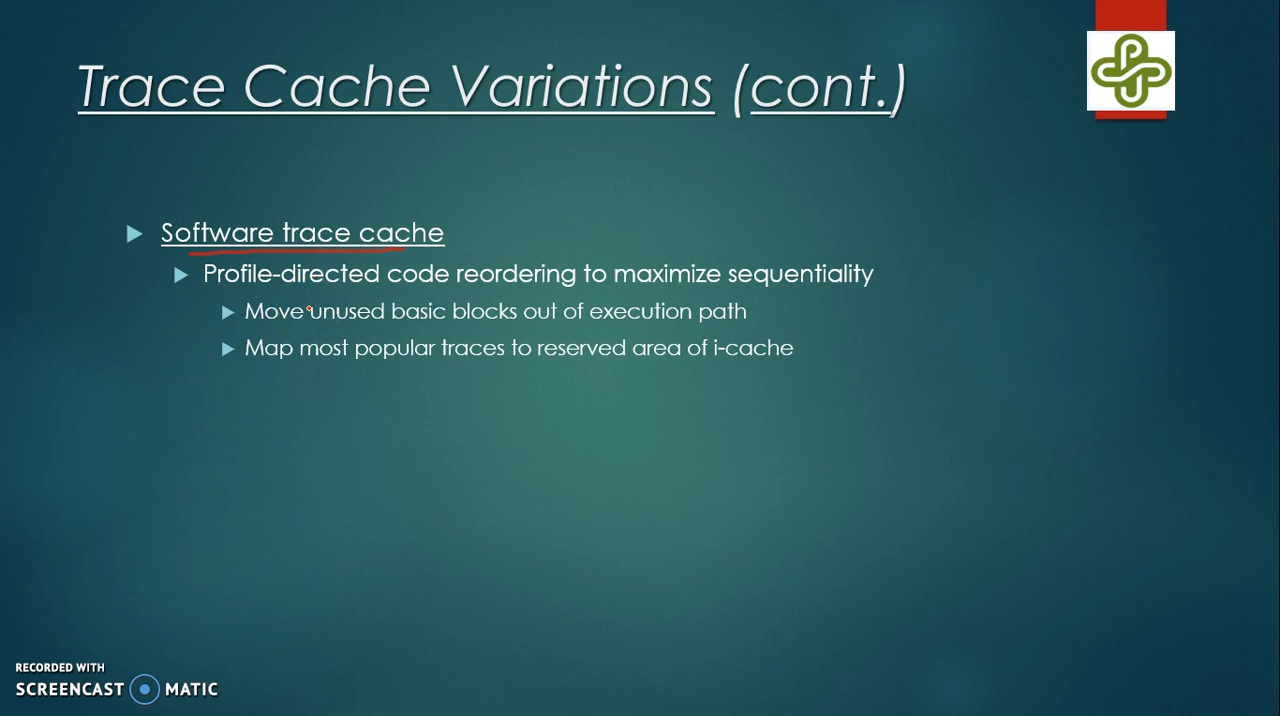 Trace Cache Variations (cont.)
Software trace cache
Profile-directed code reordering to maximize sequentiality
Move unused basic blocks out of execution path
Map most popular traces to reserved area of i-cache
RECORDED WITH
SCREENCAST MATIC